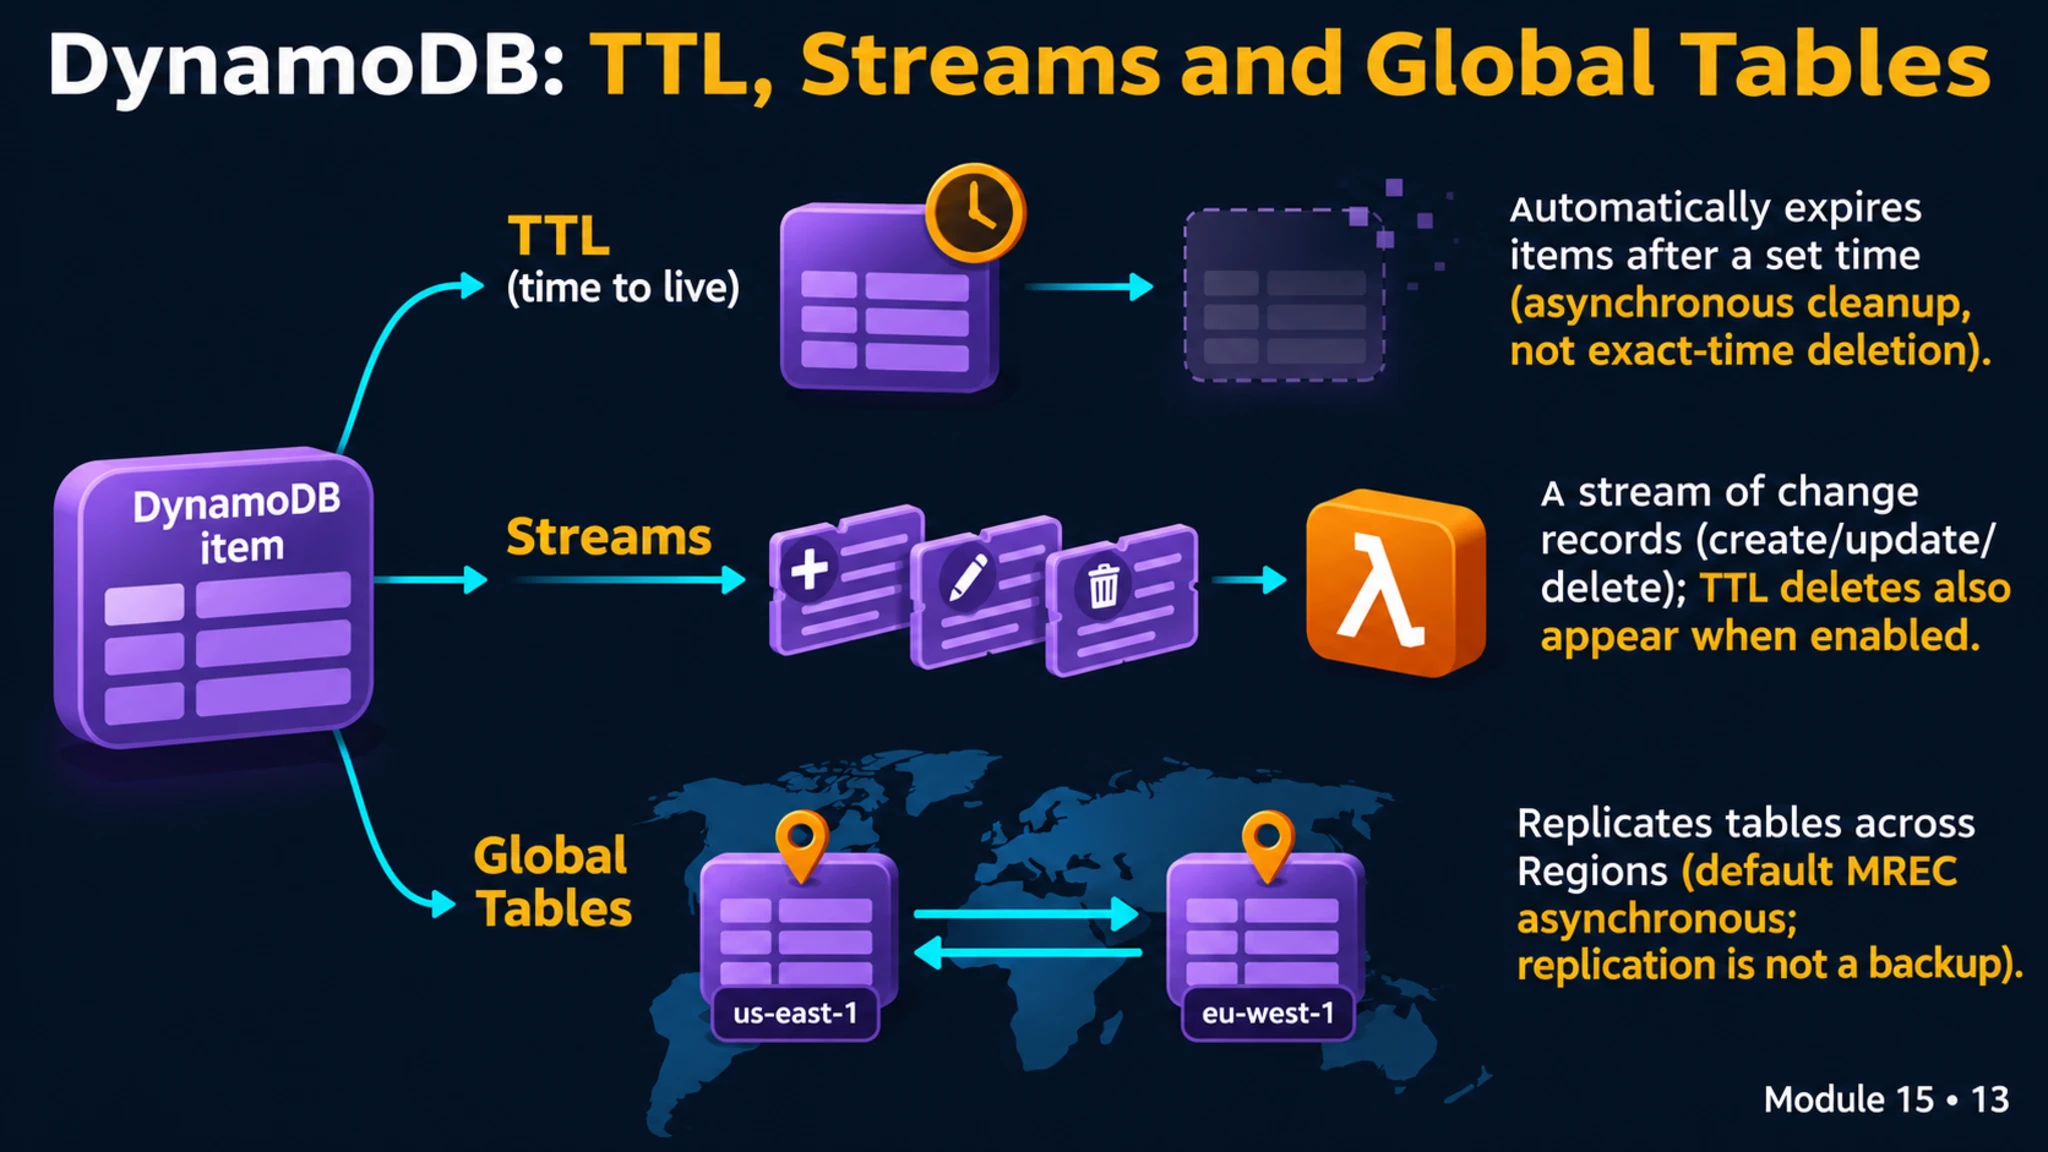 DynamoDB: TTL, Streams and Global Tables
TTL
(time to live)
Automatically expires
items after a set time
(asynchronous cleanup,
not exact-time deletion).
DynamoDB
item
Streams
λ
A stream of change
records (create/update/
delete); TTL deletes also
appear when enabled.
Global
Tables
us-east-1
eu-west-1
Replicates tables across
Regions (default MREC
asynchronous;
replication is not a backup).
Module 15 • 13